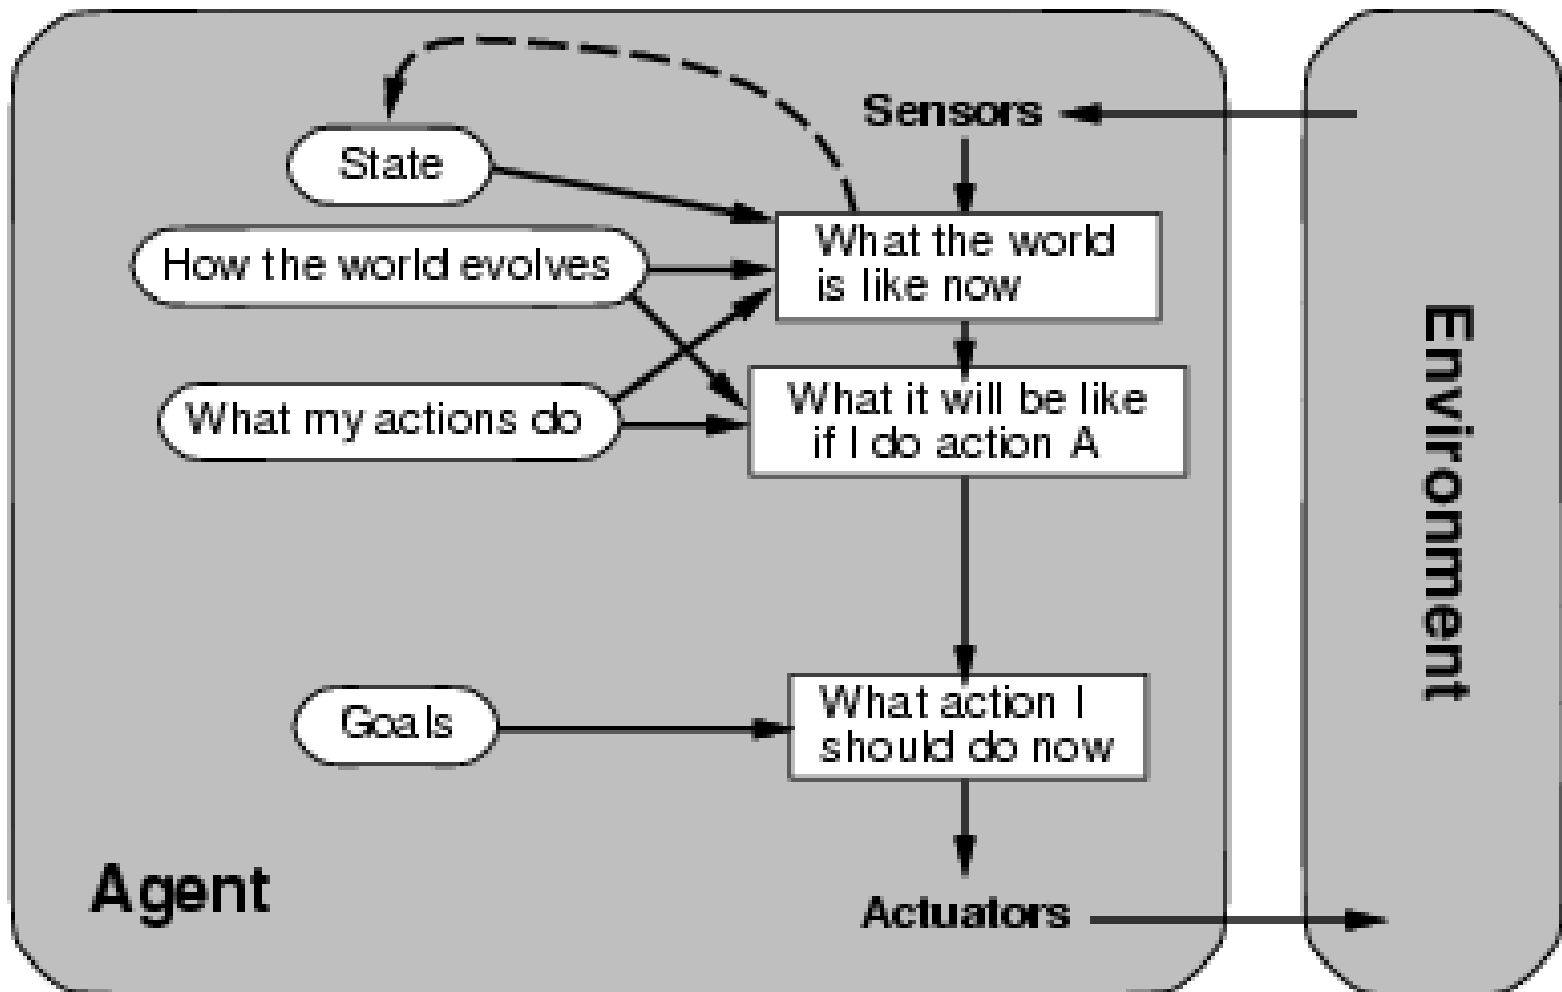 Sensors
State
What the world
is like now
How the world evolves
What my actions do
What it will be like
if I do action A
Goals
What action I
should do now
Agent
Actuators
Environment